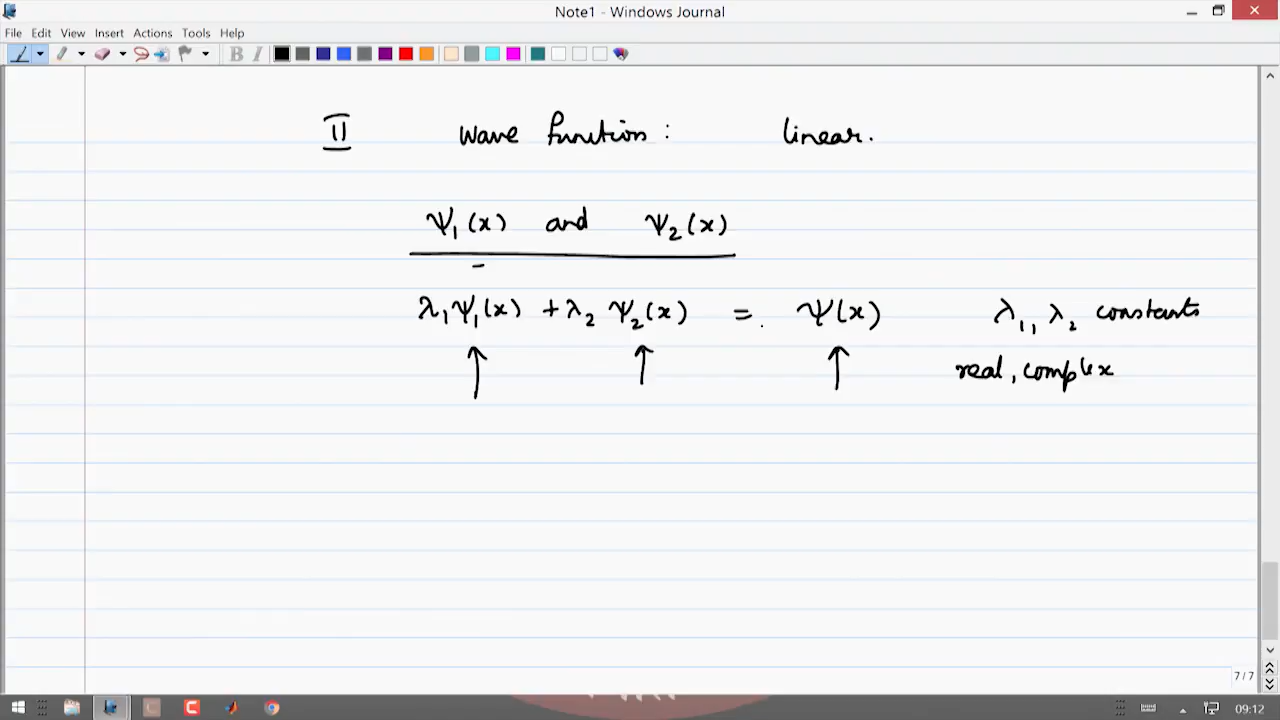 Note1 - Windows Journal
File Edit View Insert Actions Tools Help
B I
II wave function : linear.
Ψ₁(x) and Ψ₂(x)
λ₁Ψ₁(x) + λ₂ Ψ₂(x) = Ψ(x) λ₁, λ₂ constants
real, complex
7 / 7
09:12